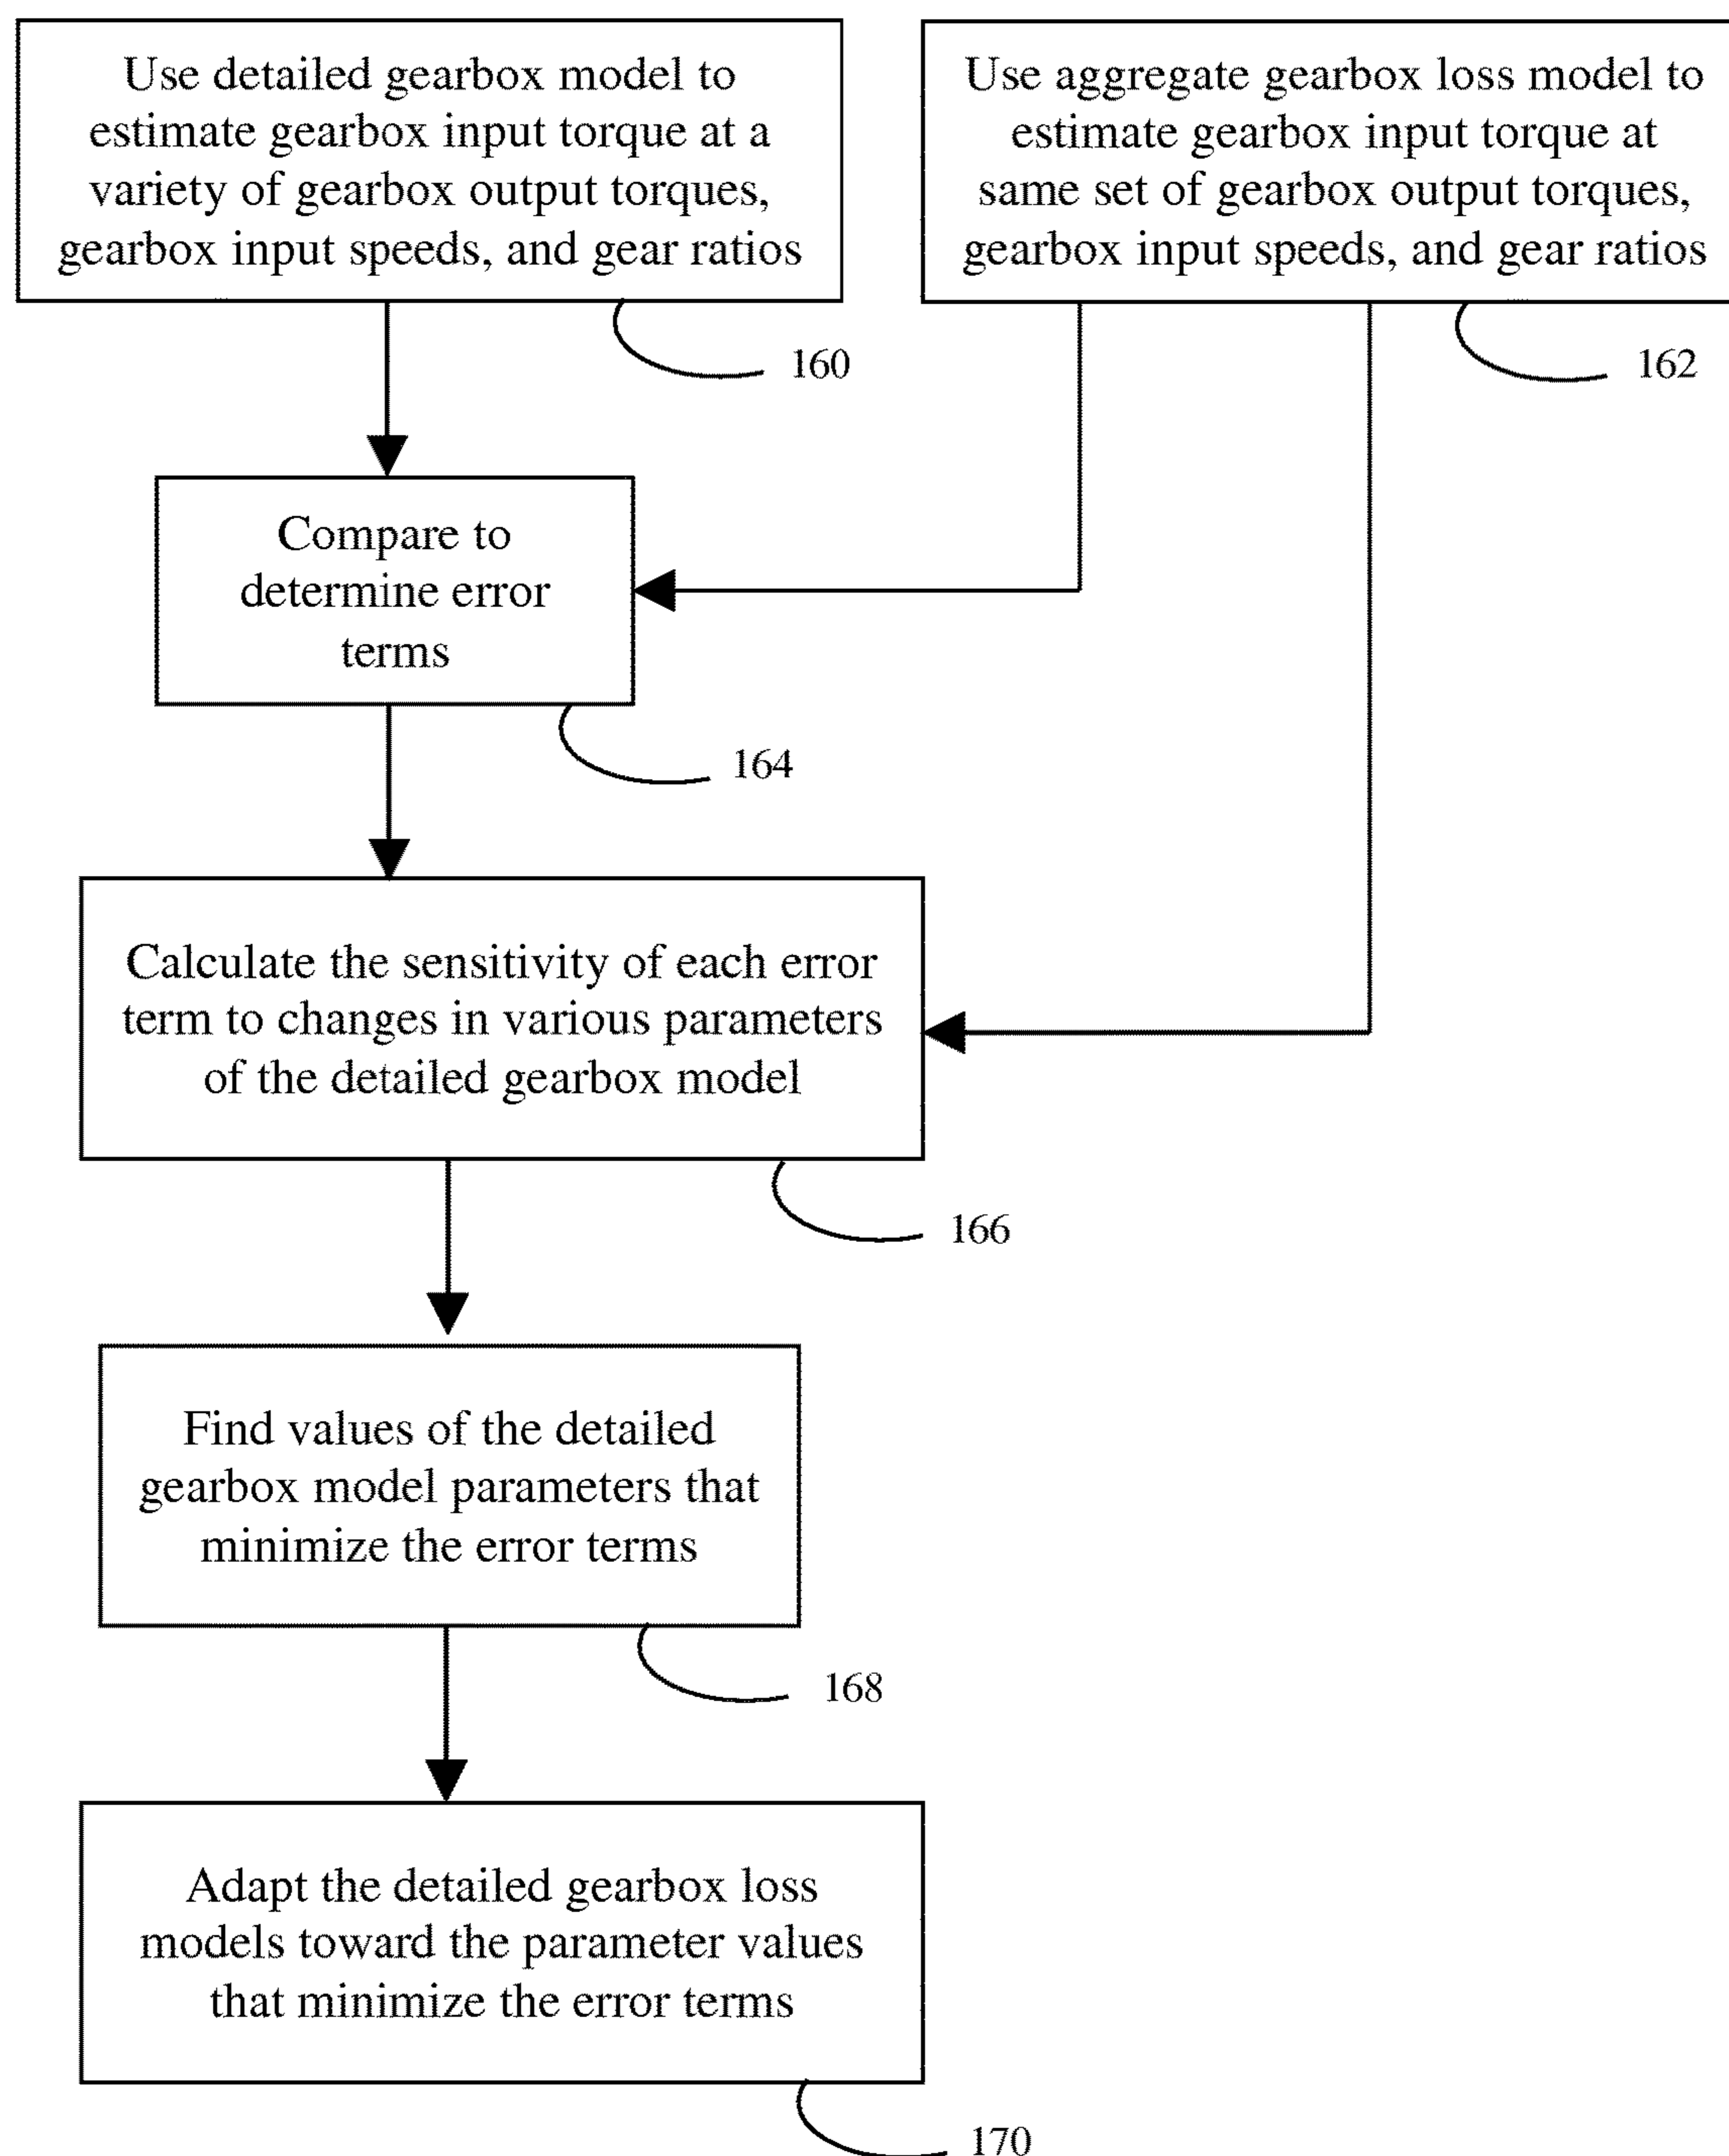 Use detailed gearbox model to
estimate gearbox input torque at a
variety of gearbox output torques,
gearbox input speeds, and gear ratios
160
Use aggregate gearbox loss model to
estimate gearbox input torque at
same set of gearbox output torques,
gearbox input speeds, and gear ratios
162
Compare to
determine error
terms
164
Calculate the sensitivity of each error
term to changes in various parameters
of the detailed gearbox model
166
Find values of the detailed
gearbox model parameters that
minimize the error terms
168
Adapt the detailed gearbox loss
models toward the parameter values
that minimize the error terms
170